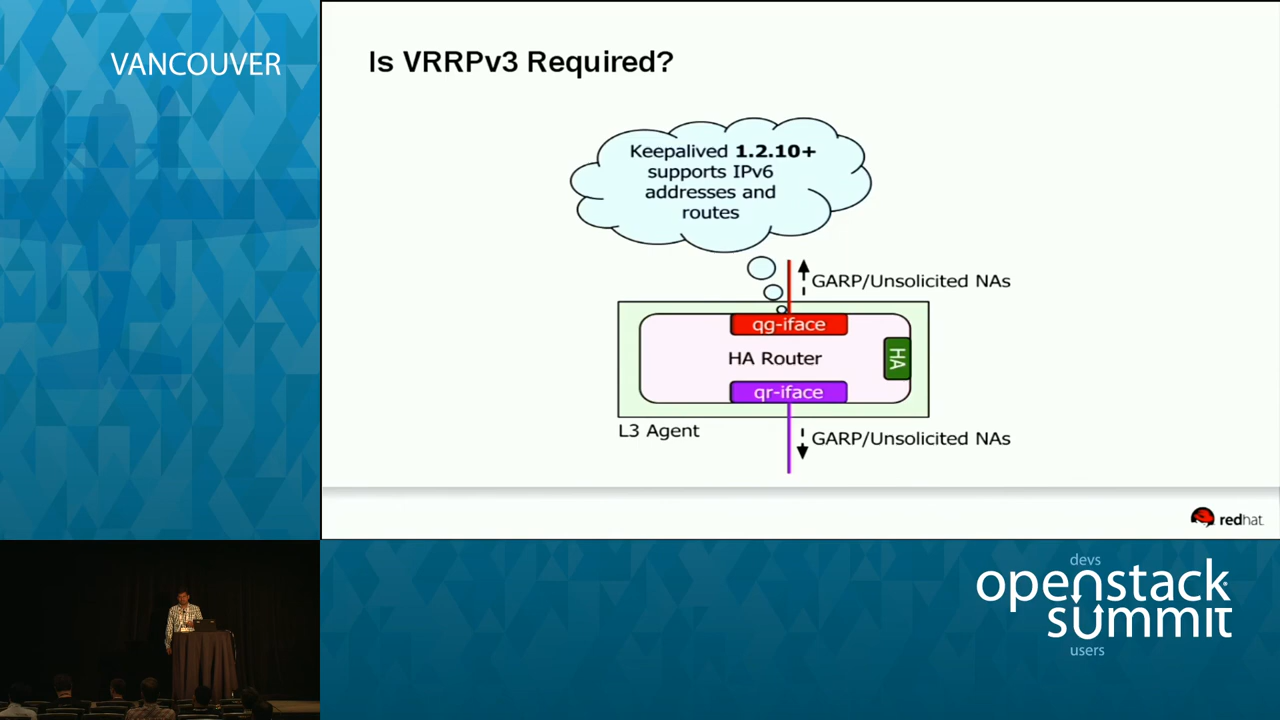 VANCOUVER
Is VRRPv3 Required?
Keepalived 1.2.10+
supports IPv6
addresses and
routes
GARP/Unsolicited NAs
qg-iface
HA Router
HA
qr-iface
L3 Agent
GARP/Unsolicited NAs
redhat
devs
openstack
summit
users